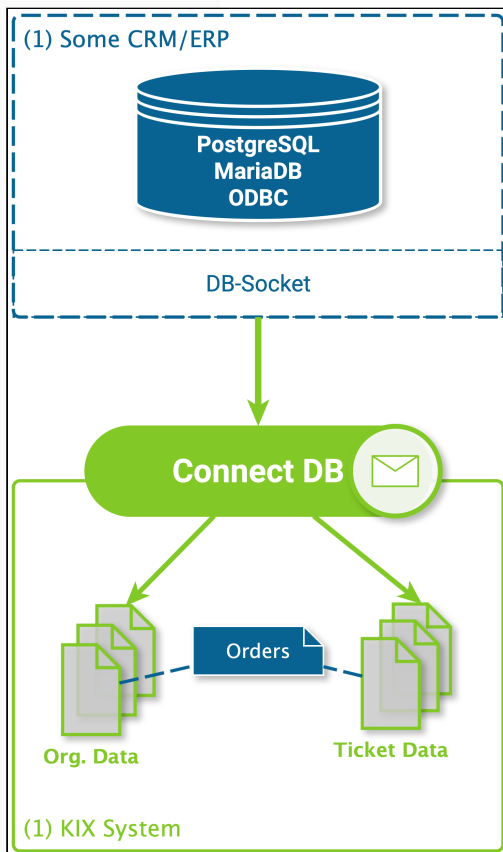 (1) Some CRM/ERP
PostgreSQL
MariaDB
ODBC
DB-Socket
Connect DB
Orders
Org. Data
Ticket Data
(1) KIX System